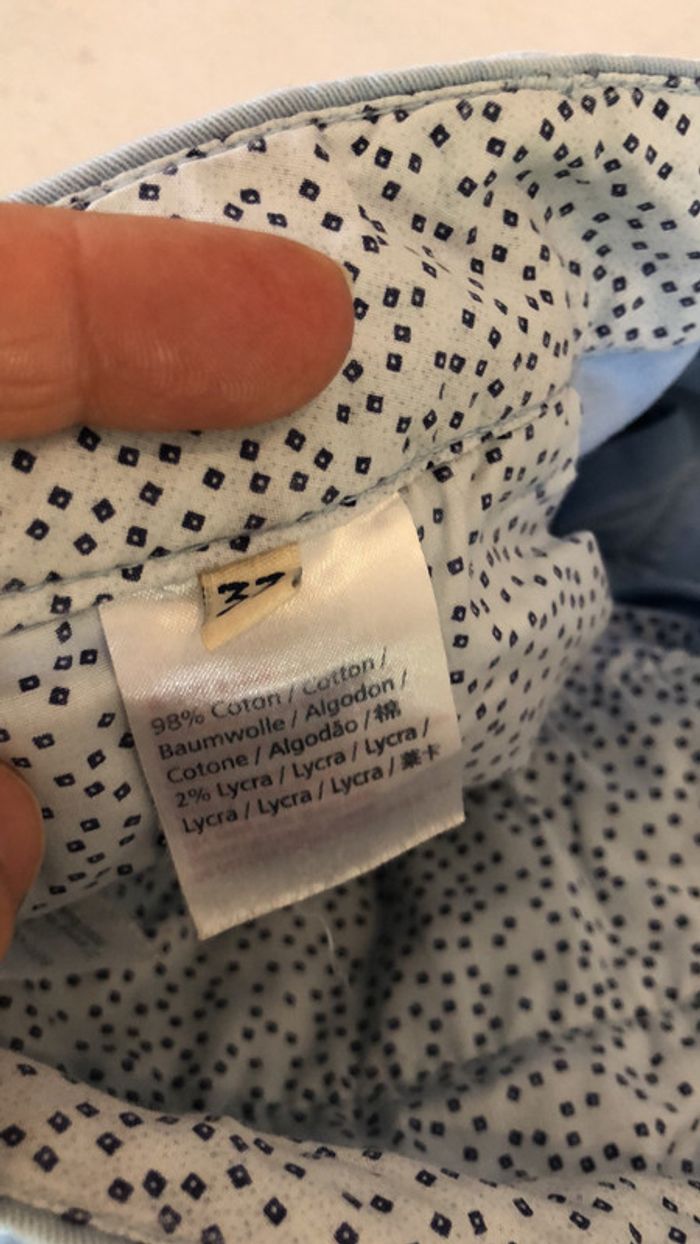 37
98% Coton / Cotton /
Baumwolle / Algodon /
Cotone / Algodão / 棉
2% Lycra / Lycra / Lycra /
Lycra / Lycra / Lycra / 莱卡